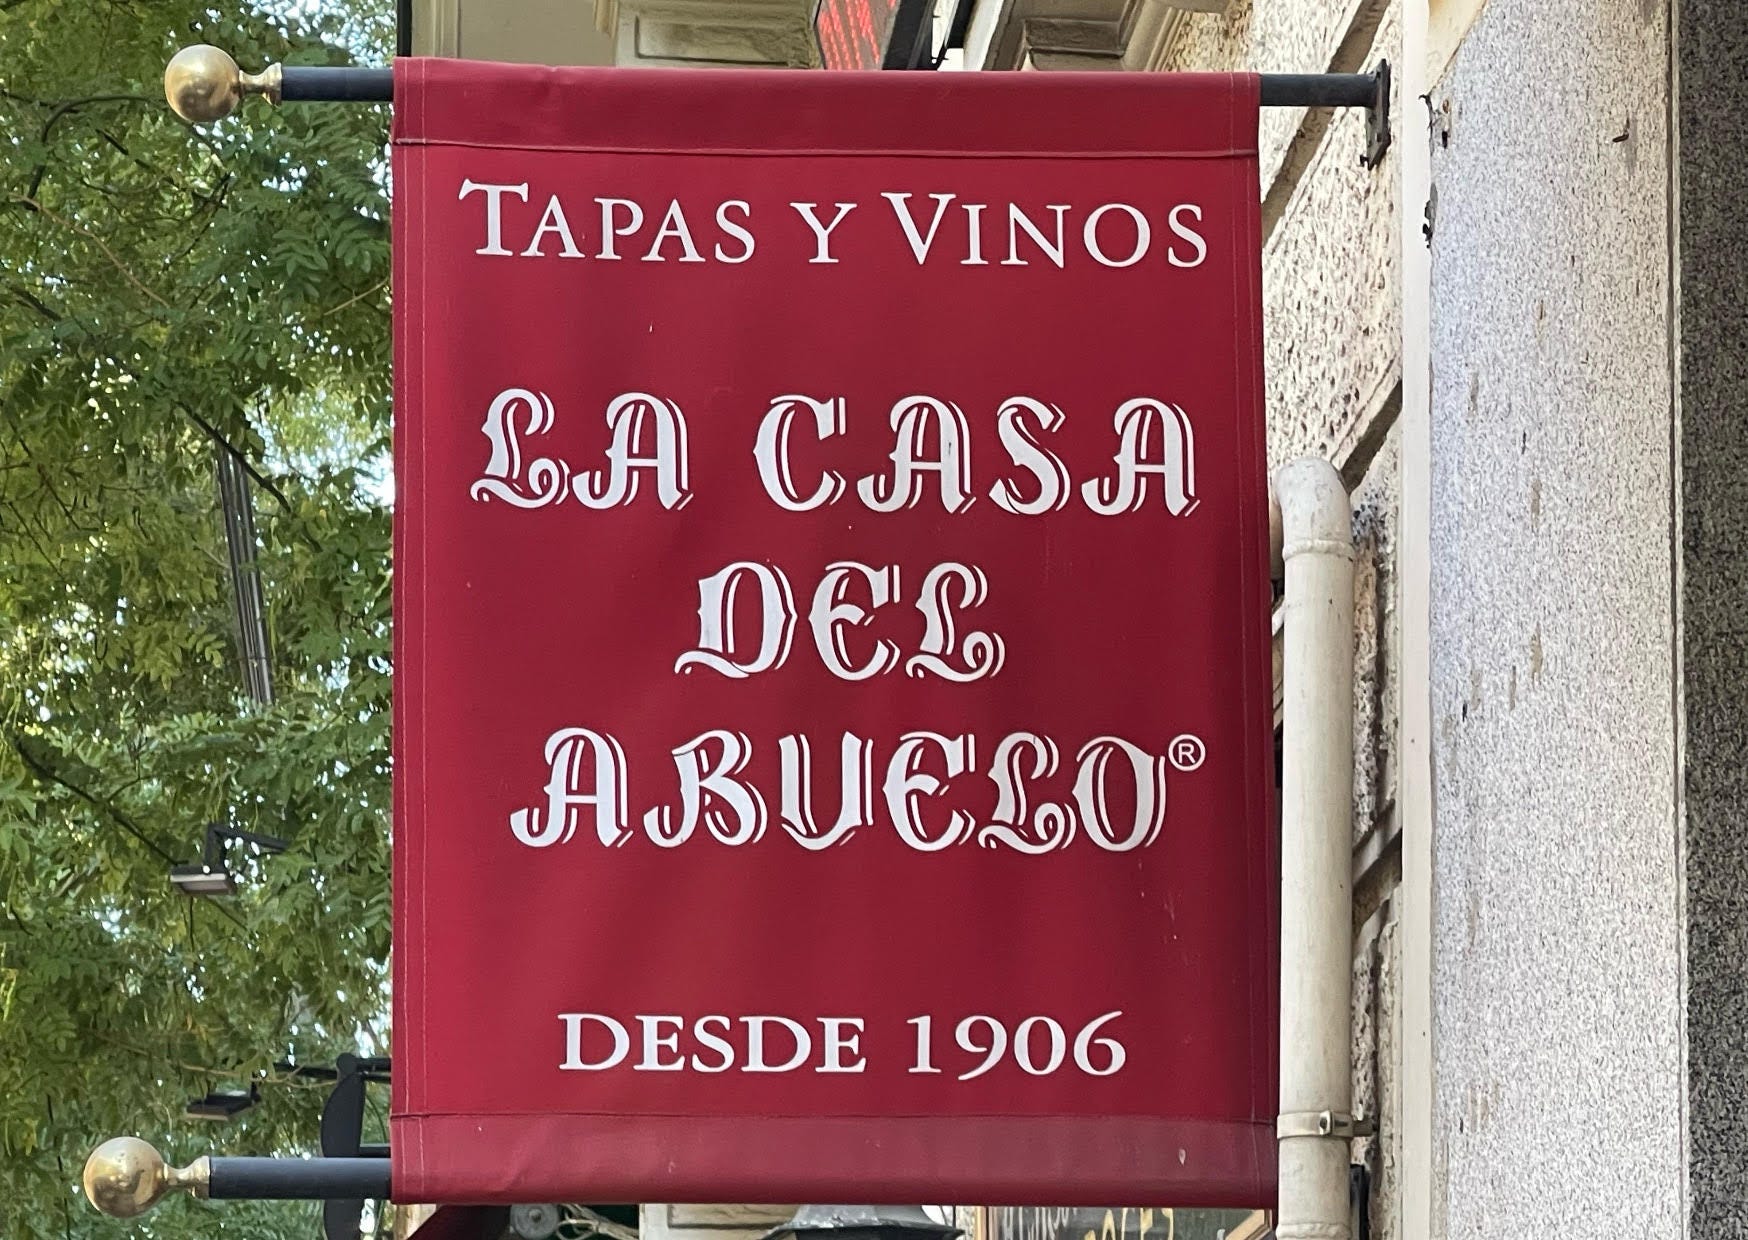 TAPAS Y VINOS
LA CASA
DEL
ABUELO®
DESDE 1906